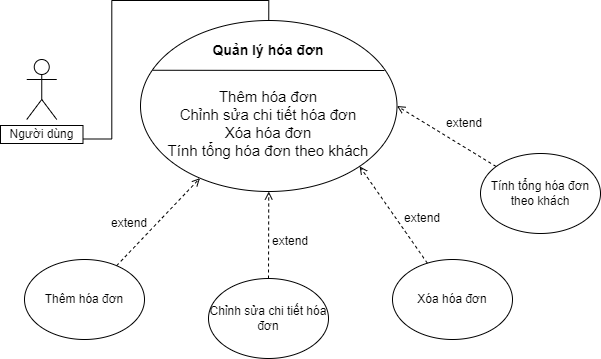 Quản lý hóa đơn
Thêm hóa đơn
Chỉnh sửa chi tiết hóa đơn
Xóa hóa đơn
Tính tổng hóa đơn theo khách
Người dùng
extend
Tính tổng hóa đơn
theo khách
extend
extend
extend
Thêm hóa đơn
Chỉnh sửa chi tiết hóa
đơn
Xóa hóa đơn